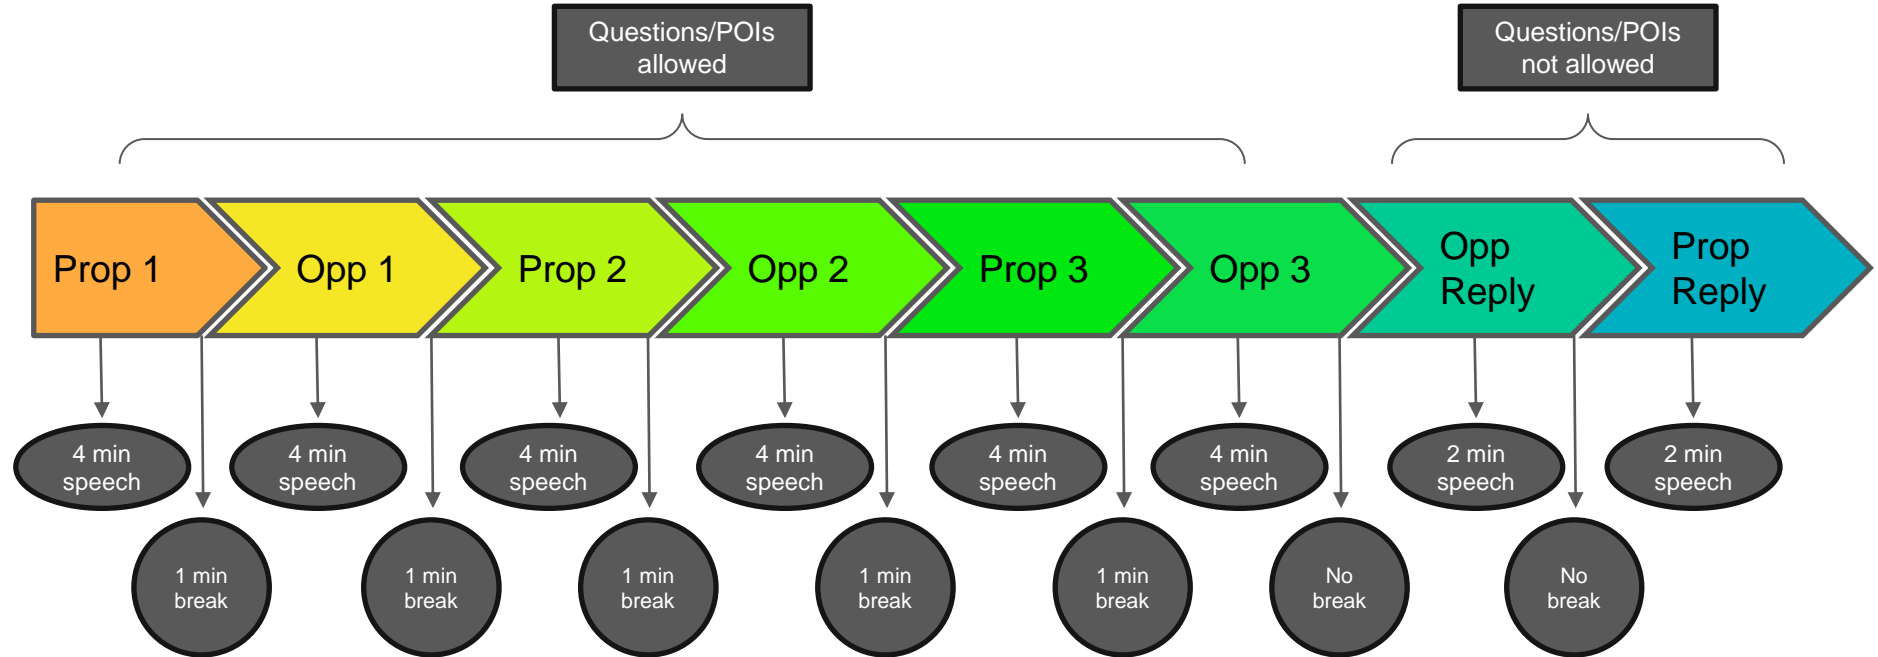 Questions/POIs
allowed
Questions/POIs
not allowed
Prop 1
Opp 1
Prop 2
Opp 2
Prop 3
Opp 3
Opp
Reply
Prop
Reply
4 min
speech
4 min
speech
4 min
speech
4 min
speech
4 min
speech
4 min
speech
2 min
speech
2 min
speech
1 min
break
1 min
break
1 min
break
1 min
break
1 min
break
No
break
No
break